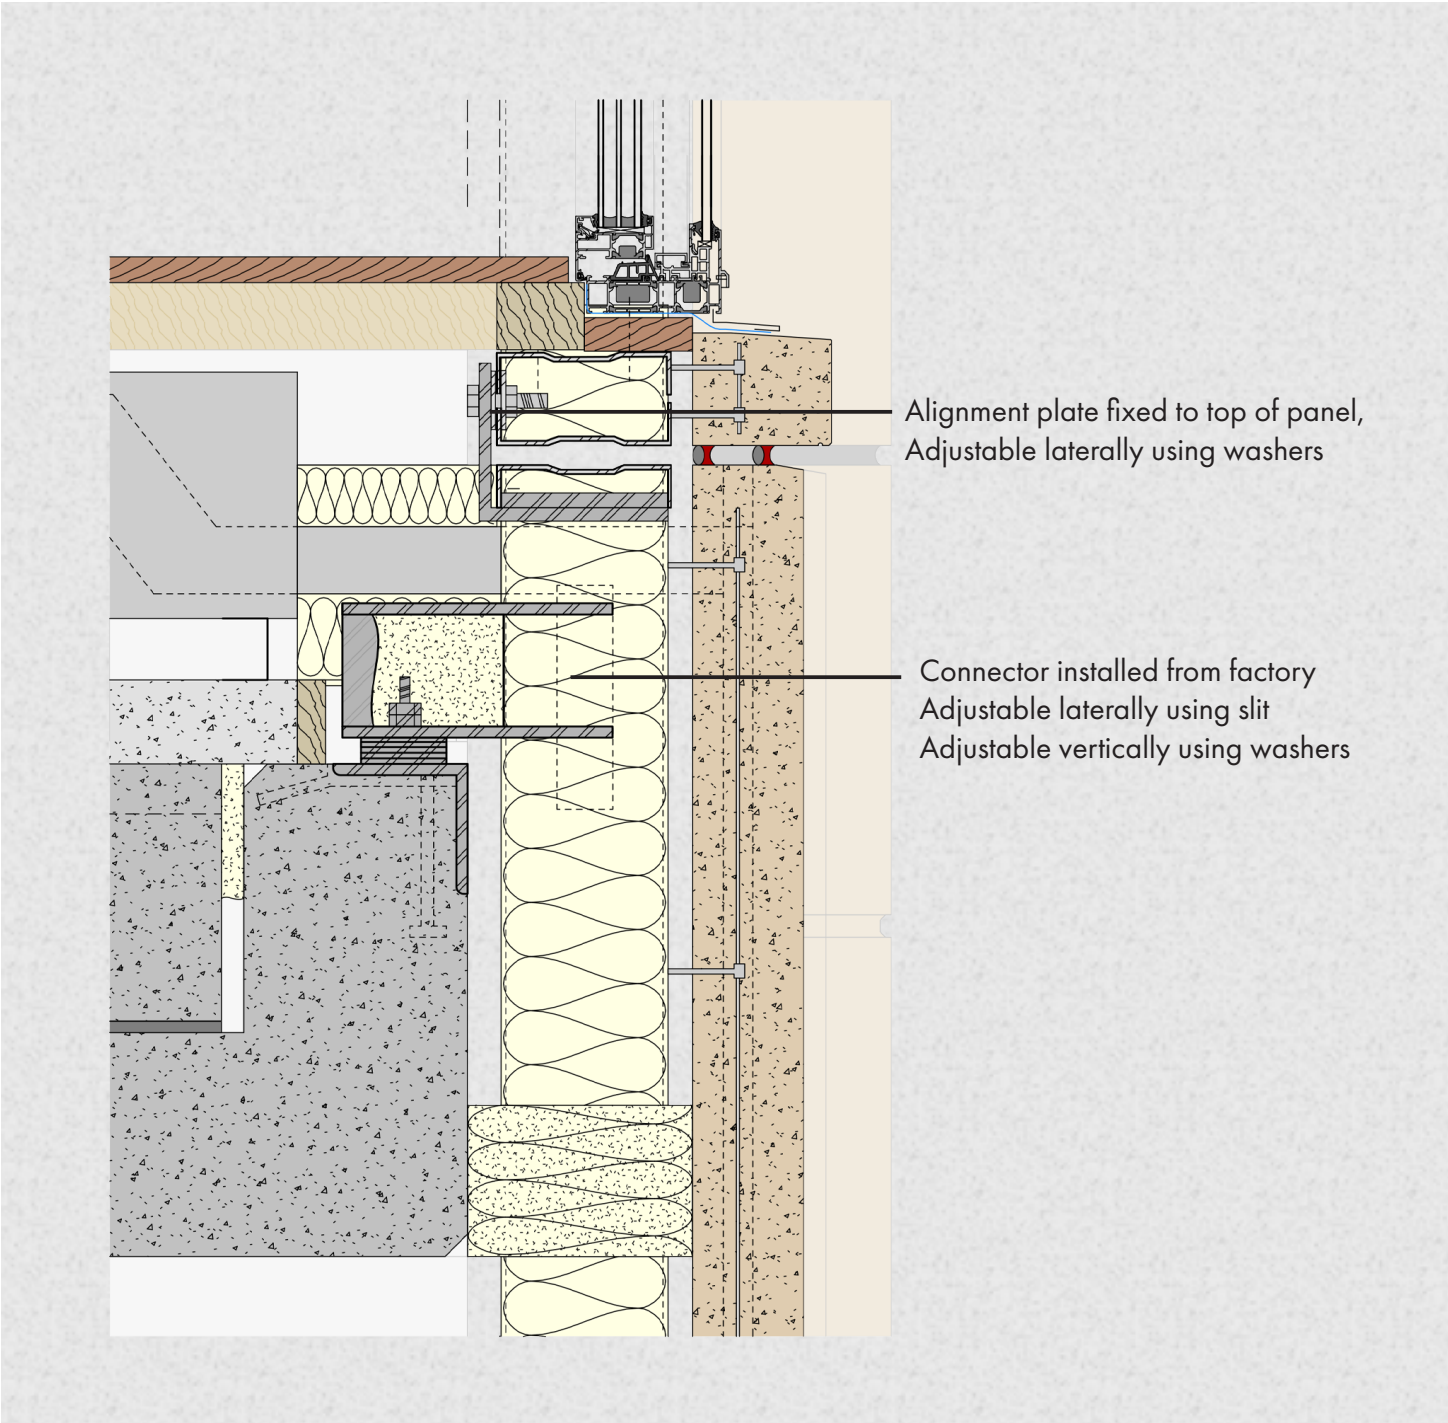 Alignment plate fixed to top of panel,
Adjustable laterally using washers
Connector installed from factory
Adjustable laterally using slit
Adjustable vertically using washers